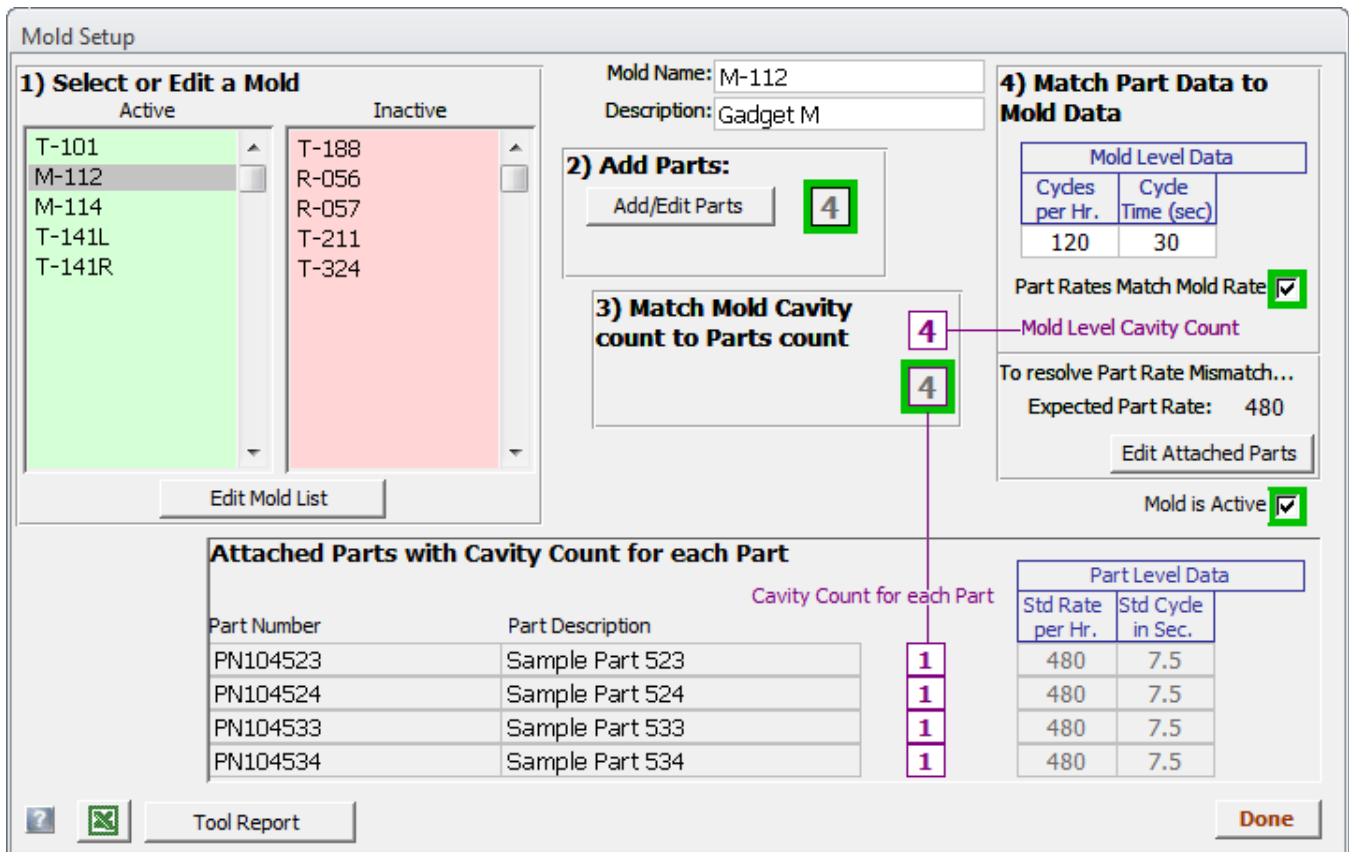 Mold Setup
1) Select or Edit a Mold
Active Inactive
T-101
M-112
M-114
T-141L
T-141R
T-188
R-056
R-057
T-211
T-324
Edit Mold List
Mold Name: M-112
Description: Gadget M
2) Add Parts:
Add/Edit Parts 4
3) Match Mold Cavity
count to Parts count
4
4
4) Match Part Data to
Mold Data
Mold Level Data
Cycles Cycle
per Hr. Time (sec)
120 30
Part Rates Match Mold Rate
Mold Level Cavity Count
To resolve Part Rate Mismatch...
Expected Part Rate: 480
Edit Attached Parts
Mold is Active
Attached Parts with Cavity Count for each Part
Cavity Count for each Part
Part Level Data
Std Rate Std Cycle
per Hr. in Sec.
Part Number Part Description
PN104523 Sample Part 523 1 480 7.5
PN104524 Sample Part 524 1 480 7.5
PN104533 Sample Part 533 1 480 7.5
PN104534 Sample Part 534 1 480 7.5
? Tool Report Done